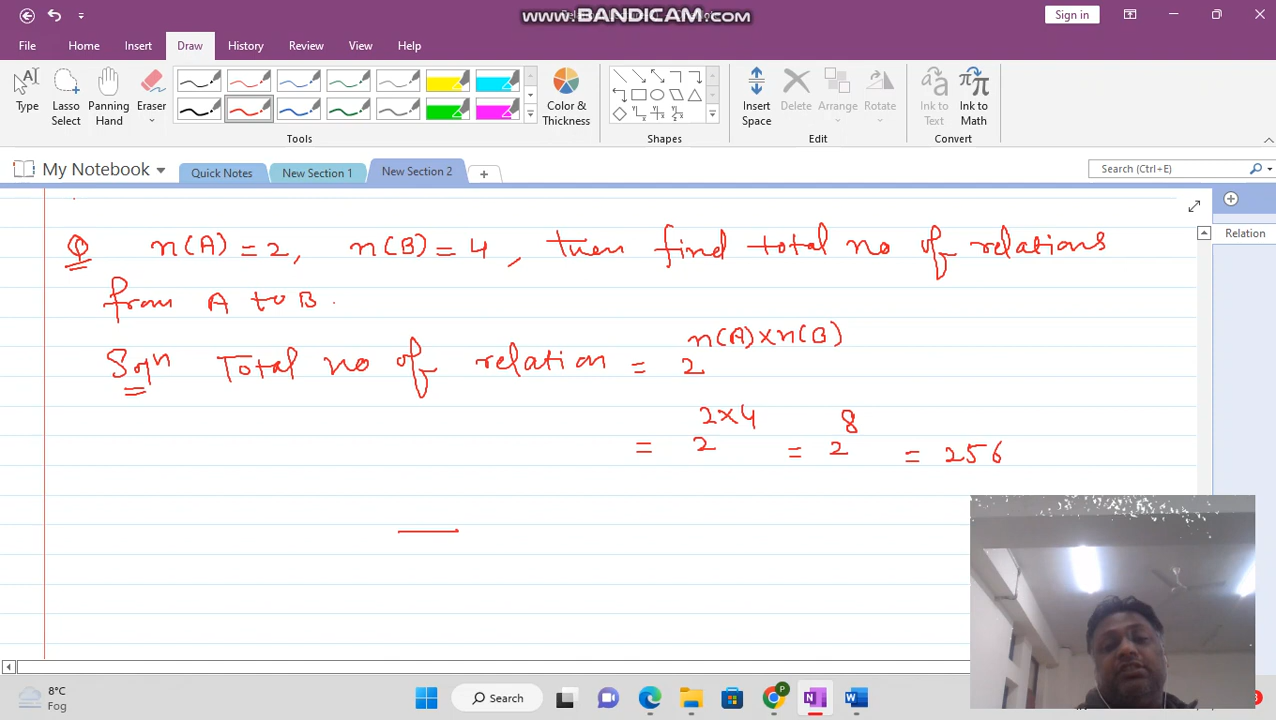 www.BANDICAM.com
Sign in
File Home Insert Draw History Review View Help
Type Lasso Select Panning Hand Eraser Color & Thickness Insert Space Delete Arrange Rotate Ink to Text Ink to Math
Tools Shapes Edit Convert
My Notebook Quick Notes New Section 1 New Section 2 Search (Ctrl+E)
Relation
Q n(A) = 2, n(B) = 4, then find total no of relations
from A to B.
Solⁿ Total no of relation = 2^n(A)×n(B)
= 2^2×4 = 2^8 = 256
8°C
Fog
Search